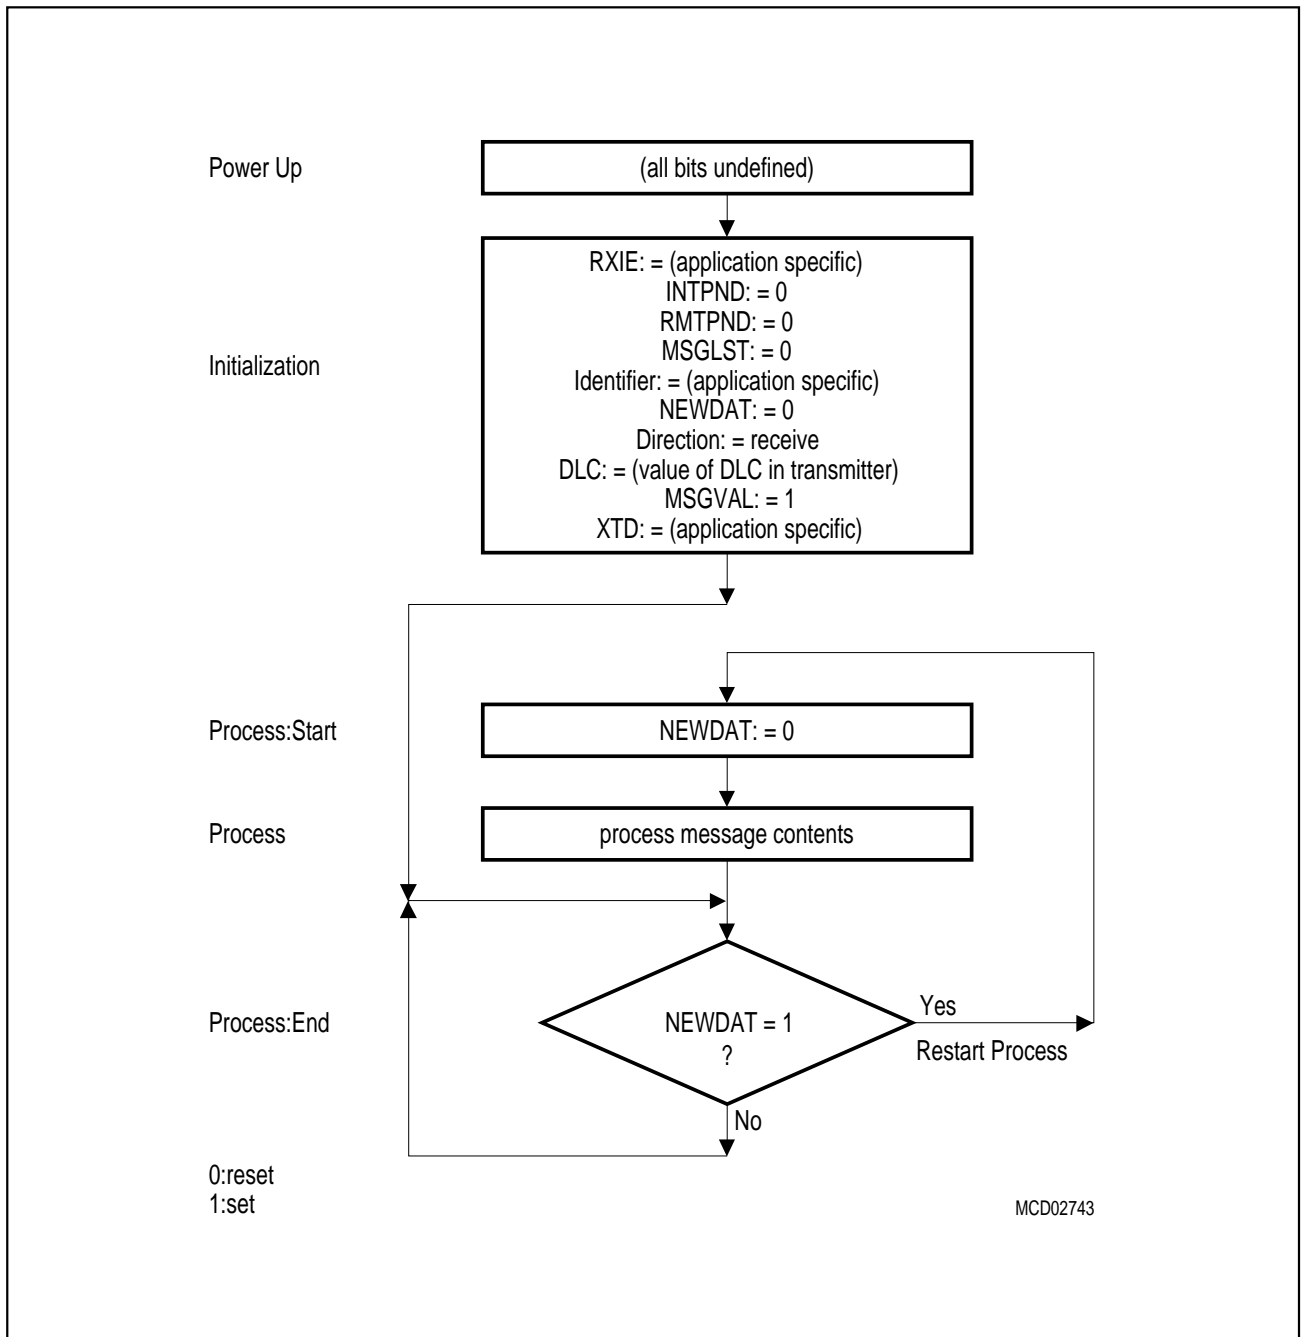 Power Up
(all bits undefined)
Initialization
RXIE: = (application specific)
INTPND: = 0
RMTPND: = 0
MSGLST: = 0
Identifier: = (application specific)
NEWDAT: = 0
Direction: = receive
DLC: = (value of DLC in transmitter)
MSGVAL: = 1
XTD: = (application specific)
Process:Start
NEWDAT: = 0
Process
process message contents
Process:End
NEWDAT = 1
?
Yes
Restart Process
No
0:reset
1:set
MCD02743